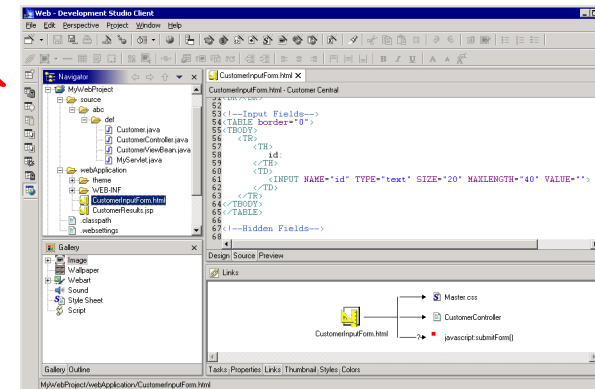 Web - Development Studio Client
File Edit Perspective Project Window Help
Navigator
MyWebProject
source
abc
def
Customer.java
CustomerController.java
CustomerViewBean.java
MyServlet.java
webApplication
theme
WEB-INF
CustomerInputForm.html
CustomerResults.jsp
.classpath
.websettings
Gallery
Image
Wallpaper
Webart
Sound
Style Sheet
Script
Gallery Outline
CustomerInputForm.html
CustomerInputForm.html - Customer Central
52
53 <!--Input Fields-->
54 <TABLE border="0">
55 <TBODY>
56 <TR>
57 <TH>
58 id:
59 </TH>
60 <TD>
61 <INPUT NAME="id" TYPE="text" SIZE="20" MAXLENGTH="40" VALUE="">
62 </TD>
63 </TR>
64 </TBODY>
65 </TABLE>
66
67 <!--Hidden Fields-->
68
Design Source Preview
Links
CustomerInputForm.html
Master.css
CustomerController
? javascript:submitForm()
Tasks Properties Links Thumbnail Styles Colors
MyWebProject/webApplication/CustomerInputForm.html